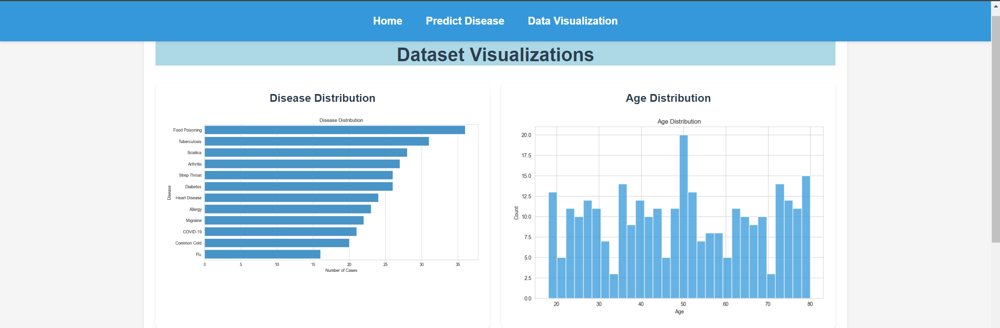 Home Predict Disease Data Visualization
Dataset Visualizations
Disease Distribution
Disease Distribution
Food Poisoning
Tuberculosis
Sciatica
Arthritis
Strep Throat
Diabetes
Heart Disease
Allergy
Migraine
COVID-19
Common Cold
Flu
Disease
0 5 10 15 20 25 30 35
Number of Cases
Age Distribution
Age Distribution
20.0
17.5
15.0
12.5
10.0
7.5
5.0
2.5
0.0
Count
20 30 40 50 60 70 80
Age